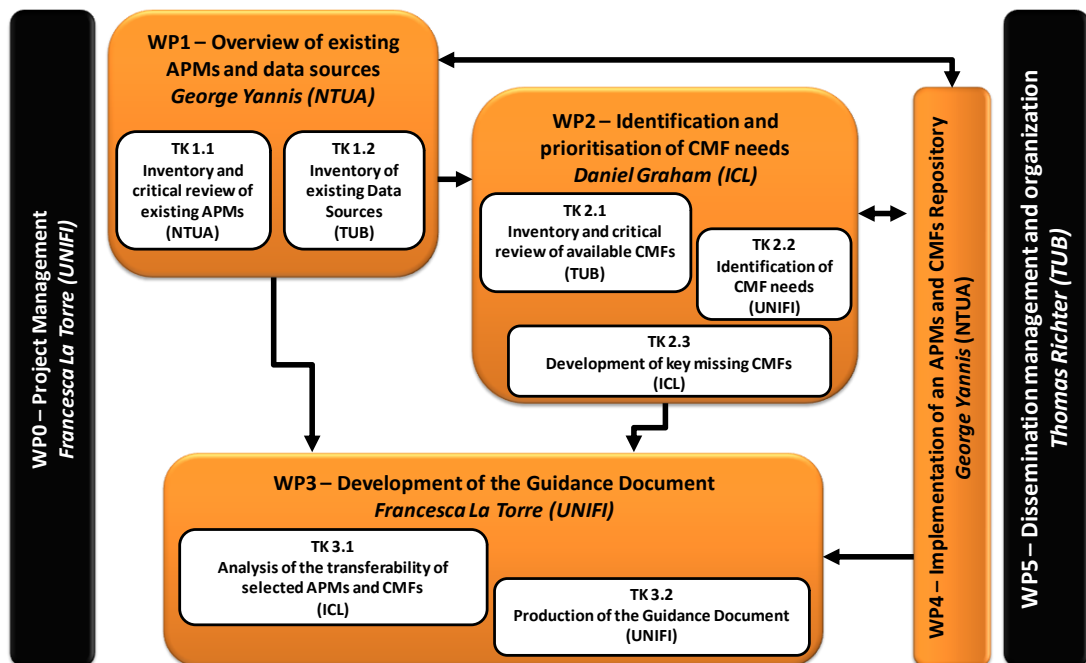 WP0 – Project Management
Francesca La Torre (UNIFI)
WP1 – Overview of existing
APMs and data sources
George Yannis (NTUA)
TK 1.1
Inventory and
critical review of
existing APMs
(NTUA)
TK 1.2
Inventory of
existing Data
Sources
(TUB)
WP2 – Identification and
prioritisation of CMF needs
Daniel Graham (ICL)
TK 2.1
Inventory and critical
review of available CMFs
(TUB)
TK 2.2
Identification of
CMF needs
(UNIFI)
TK 2.3
Development of key missing CMFs
(ICL)
WP3 – Development of the Guidance Document
Francesca La Torre (UNIFI)
TK 3.1
Analysis of the transferability of
selected APMs and CMFs
(ICL)
TK 3.2
Production of the Guidance Document
(UNIFI)
WP4 – Implementation of an APMs and CMFs Repository
George Yannis (NTUA)
WP5 – Dissemination management and organization
Thomas Richter (TUB)